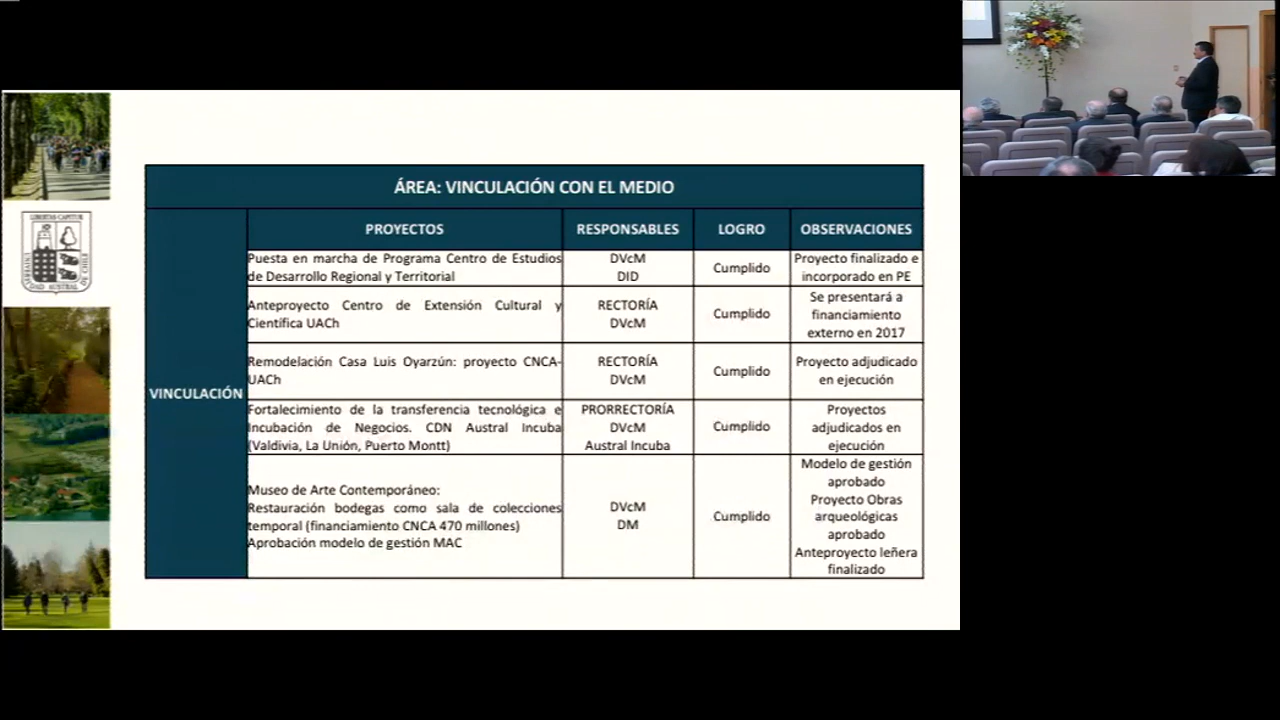 LIBERTAS CAPITUR
UNIVERSIDAD AUSTRAL DE CHILE
ÁREA: VINCULACIÓN CON EL MEDIO
PROYECTOS
RESPONSABLES
LOGRO
OBSERVACIONES
VINCULACIÓN
Puesta en marcha de Programa Centro de Estudios
de Desarrollo Regional y Territorial
DVcM
DID
Cumplido
Proyecto finalizado e
incorporado en PE
Anteproyecto Centro de Extensión Cultural y
Científica UACh
RECTORÍA
DVcM
Cumplido
Se presentará a
financiamiento
externo en 2017
Remodelación Casa Luis Oyarzún: proyecto CNCA-
UACh
RECTORÍA
DVcM
Cumplido
Proyecto adjudicado
en ejecución
Fortalecimiento de la transferencia tecnológica e
Incubación de Negocios. CDN Austral Incuba
(Valdivia, La Unión, Puerto Montt)
PRORRECTORÍA
DVcM
Austral Incuba
Cumplido
Proyectos
adjudicados en
ejecución
Museo de Arte Contemporáneo:
Restauración bodegas como sala de colecciones
temporal (financiamiento CNCA 470 millones)
Aprobación modelo de gestión MAC
DVcM
DM
Cumplido
Modelo de gestión
aprobado
Proyecto Obras
arqueológicas
aprobado
Anteproyecto leñera
finalizado